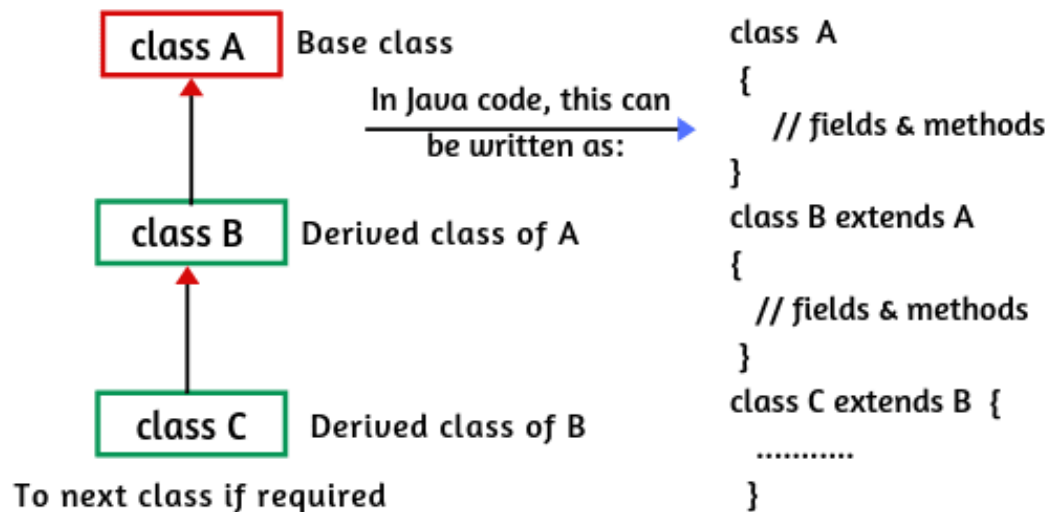 class A
Base class
In Java code, this can
be written as:
class B
Derived class of A
class C
Derived class of B
To next class if required
class A
{
// fields & methods
}
class B extends A
{
// fields & methods
}
class C extends B {
...........
}